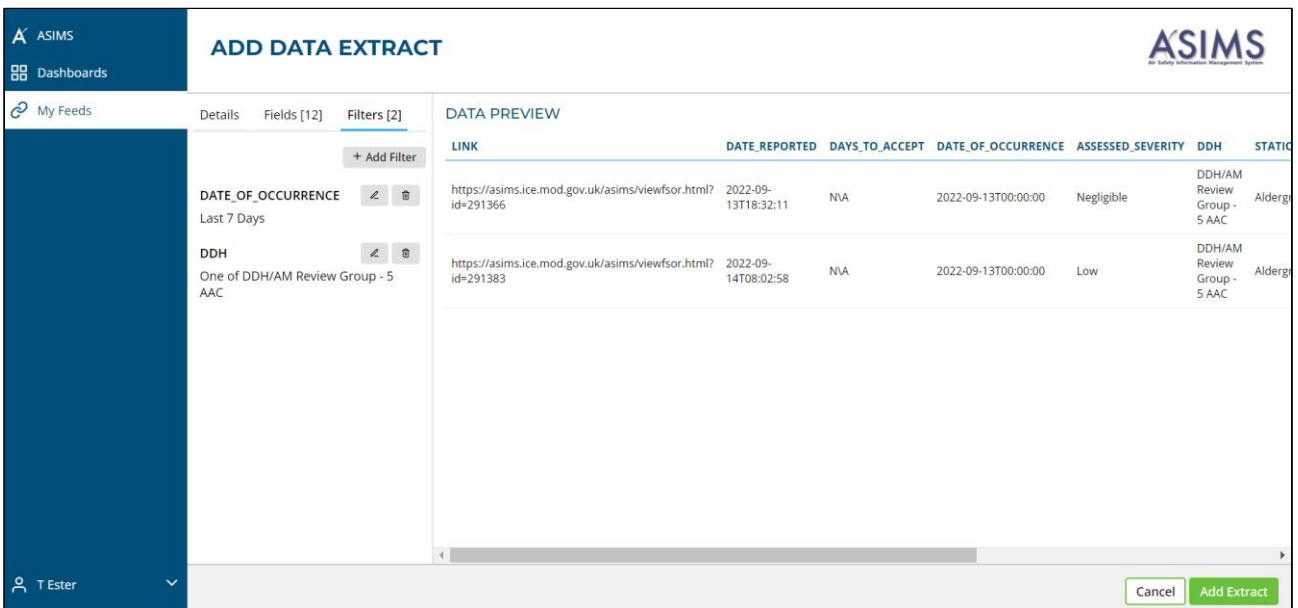 ASIMS
Dashboards
My Feeds
T Ester
ADD DATA EXTRACT
ASIMS
Air Safety Information Management System
Details Fields [12] Filters [2]
+ Add Filter
DATE_OF_OCCURRENCE
Last 7 Days
DDH
One of DDH/AM Review Group - 5
AAC
DATA PREVIEW
LINK DATE_REPORTED DAYS_TO_ACCEPT DATE_OF_OCCURRENCE ASSESSED_SEVERITY DDH STATIO
https://asims.ice.mod.gov.uk/asims/viewfsor.html?
id=291366
2022-09-
13T18:32:11
N\A
2022-09-13T00:00:00
Negligible
DDH/AM
Review
Group -
5 AAC
Aldergr
https://asims.ice.mod.gov.uk/asims/viewfsor.html?
id=291383
2022-09-
14T08:02:58
N\A
2022-09-13T00:00:00
Low
DDH/AM
Review
Group -
5 AAC
Aldergr
Cancel Add Extract